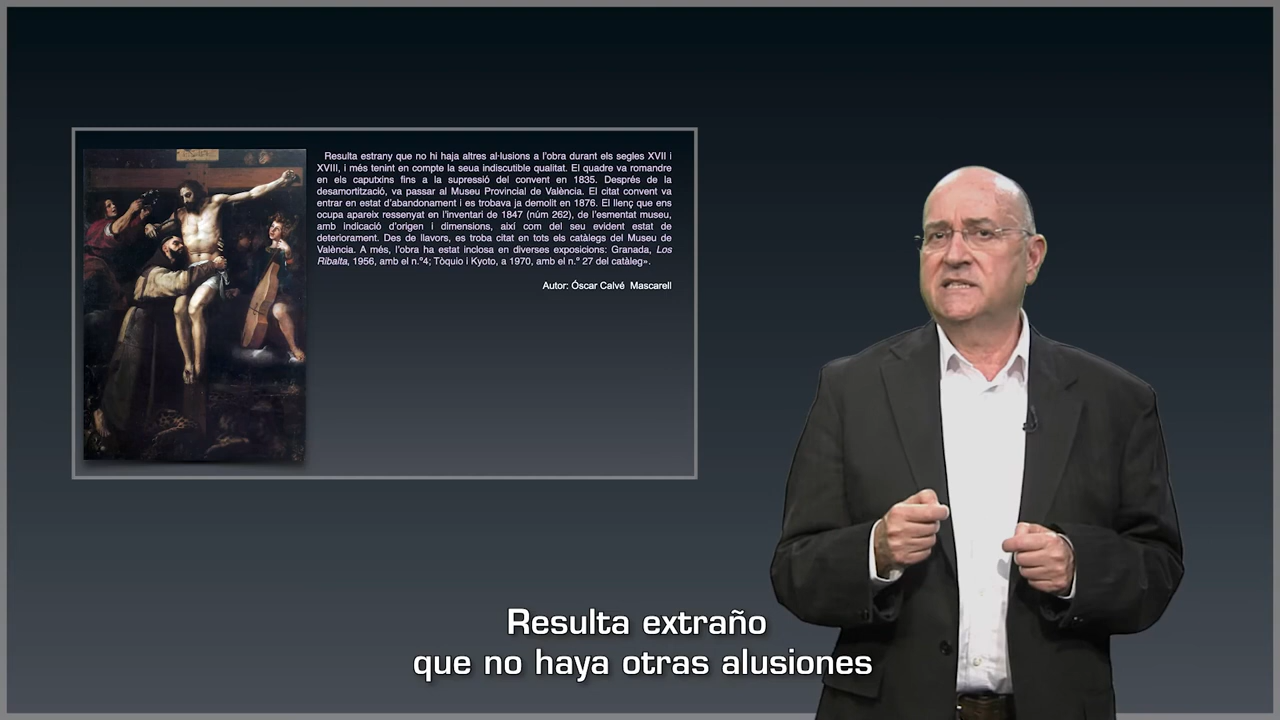 Resulta estrany que no hi haja altres al·lusions a l'obra durant els segles XVII i
XVIII, i més tenint en compte la seua indiscutible qualitat. El quadre va romandre
en els caputxins fins a la supressió del convent en 1835. Després de la
desamortització, va passar al Museu Provincial de València. El citat convent va
entrar en estat d'abandonament i es trobava ja demolit en 1876. El llenç que ens
ocupa apareix ressenyat en l'inventari de 1847 (núm 262), de l'esmentat museu,
amb indicació d'origen i dimensions, així com del seu evident estat de
deteriorament. Des de llavors, es troba citat en tots els catàlegs del Museu de
València. A més, l'obra ha estat inclosa en diverses exposicions: Granada, Los
Ribalta, 1956, amb el n.º4; Tòquio i Kyoto, a 1970, amb el n.º 27 del catàleg».
Autor: Óscar Calvé Mascarell
Resulta extraño
que no haya otras alusiones